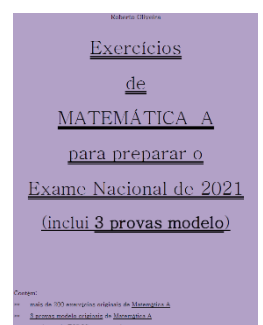 Roberto Oliveira
Exercícios
de
MATEMÁTICA A
para preparar o
Exame Nacional de 2021
(inclui 3 provas modelo)
Contém:
mais de 300 exercícios originais de Matemática A
3 provas modelo originais de Matemática A